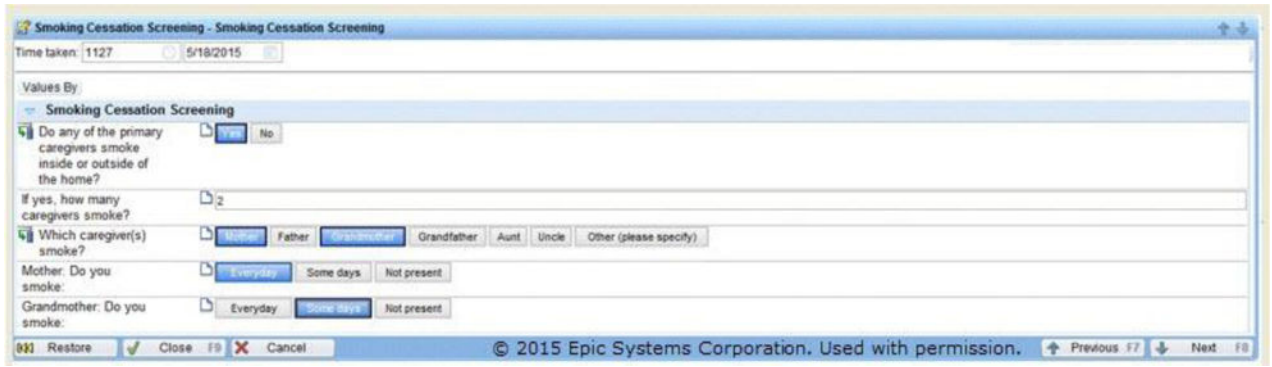 Smoking Cessation Screening - Smoking Cessation Screening
Time taken: 1127 5/18/2015
Values By
Smoking Cessation Screening
Do any of the primary Yes No
caregivers smoke
inside or outside of
the home?
If yes, how many 2
caregivers smoke?
Which caregiver(s) Mother Father Grandmother Grandfather Aunt Uncle Other (please specify)
smoke?
Mother: Do you Everyday Some days Not present
smoke:
Grandmother: Do you Everyday Some days Not present
smoke:
Restore Close F9 Cancel © 2015 Epic Systems Corporation. Used with permission. Previous F7 Next F8